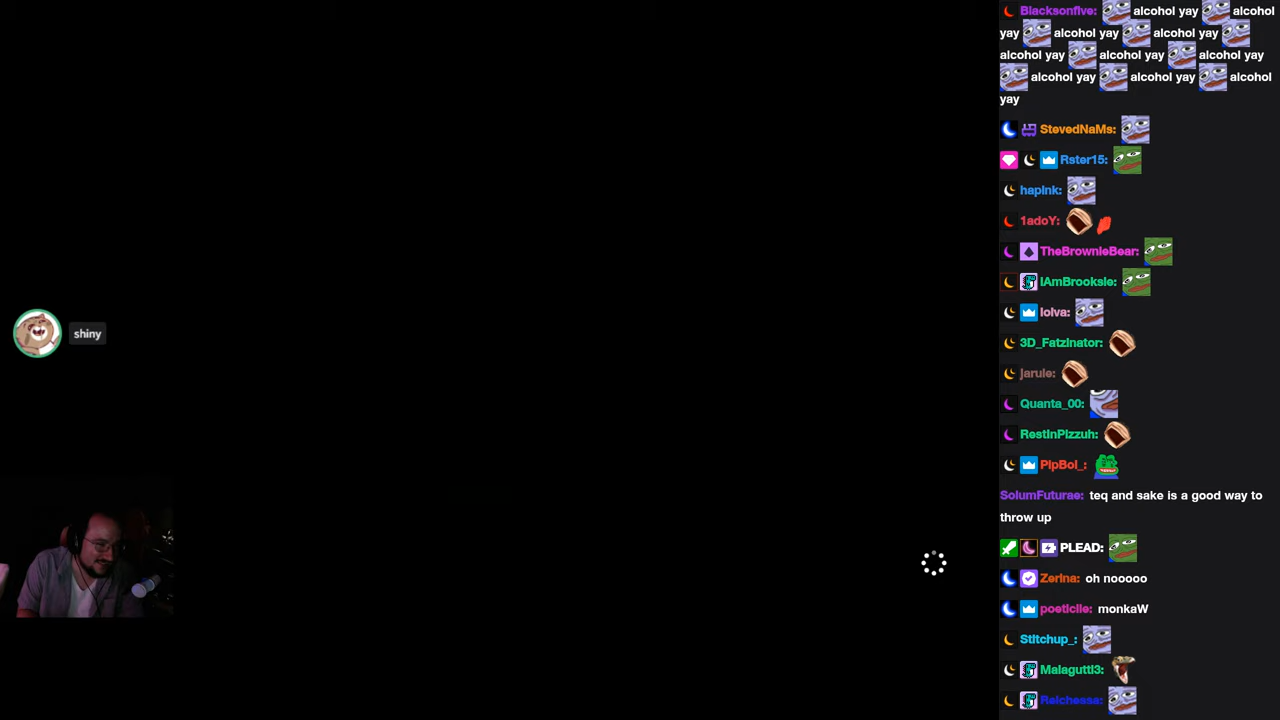 Blacksonfive: alcohol yay alcohol
yay alcohol yay alcohol yay
alcohol yay alcohol yay alcohol yay
alcohol yay alcohol yay alcohol
yay
StevedNaMs:
Rster15:
hapink:
1adoY:
TheBrownieBear:
IAmBrooksie:
lolva:
3D_Fatzinator:
jarule:
Quanta_00:
RestInPizzuh:
PipBoi_:
SolumFuturae: teq and sake is a good way to
throw up
PLEAD:
Zerina: oh nooooo
poeticlie: monkaW
Stitchup_:
Malagutti3:
Reichessa:
shiny